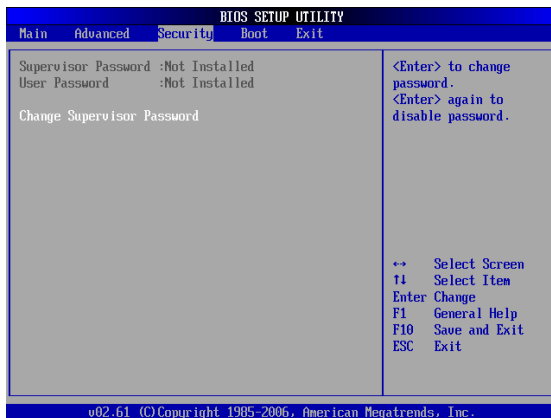 BIOS SETUP UTILITY
Main Advanced Security Boot Exit
Supervisor Password :Not Installed
User Password :Not Installed
Change Supervisor Password
<Enter> to change
password.
<Enter> again to
disable password.
↔ Select Screen
↑↓ Select Item
Enter Change
F1 General Help
F10 Save and Exit
ESC Exit
v02.61 (C)Copyright 1985-2006, American Megatrends, Inc.